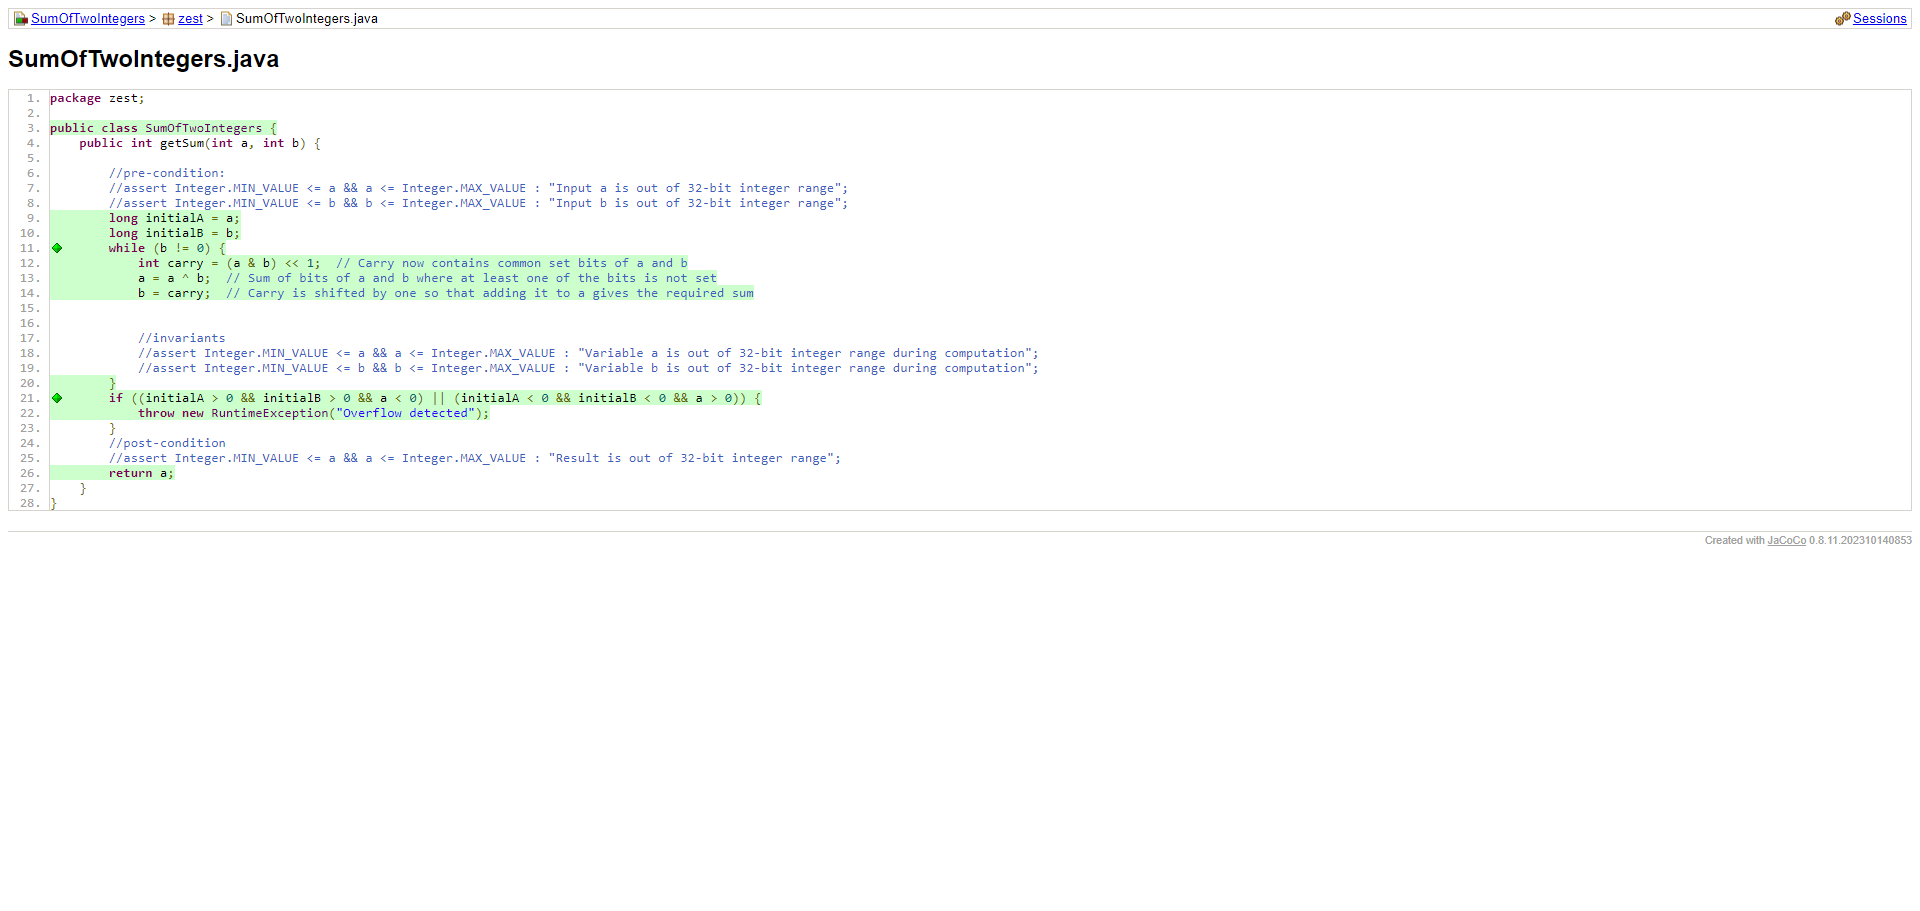 SumOfTwoIntegers > zest > SumOfTwoIntegers.java Sessions
SumOfTwoIntegers.java
1. package zest;
2.
3. public class SumOfTwoIntegers {
4.     public int getSum(int a, int b) {
5.
6.         //pre-condition:
7.         //assert Integer.MIN_VALUE <= a && a <= Integer.MAX_VALUE : "Input a is out of 32-bit integer range";
8.         //assert Integer.MIN_VALUE <= b && b <= Integer.MAX_VALUE : "Input b is out of 32-bit integer range";
9.         long initialA = a;
10.         long initialB = b;
11.         while (b != 0) {
12.             int carry = (a & b) << 1;  // Carry now contains common set bits of a and b
13.             a = a ^ b;  // Sum of bits of a and b where at least one of the bits is not set
14.             b = carry;  // Carry is shifted by one so that adding it to a gives the required sum
15.
16.
17.             //invariants
18.             //assert Integer.MIN_VALUE <= a && a <= Integer.MAX_VALUE : "Variable a is out of 32-bit integer range during computation";
19.             //assert Integer.MIN_VALUE <= b && b <= Integer.MAX_VALUE : "Variable b is out of 32-bit integer range during computation";
20.         }
21.         if ((initialA > 0 && initialB > 0 && a < 0) || (initialA < 0 && initialB < 0 && a > 0)) {
22.             throw new RuntimeException("Overflow detected");
23.         }
24.         //post-condition
25.         //assert Integer.MIN_VALUE <= a && a <= Integer.MAX_VALUE : "Result is out of 32-bit integer range";
26.         return a;
27.     }
28. }
Created with JaCoCo 0.8.11.202310140853